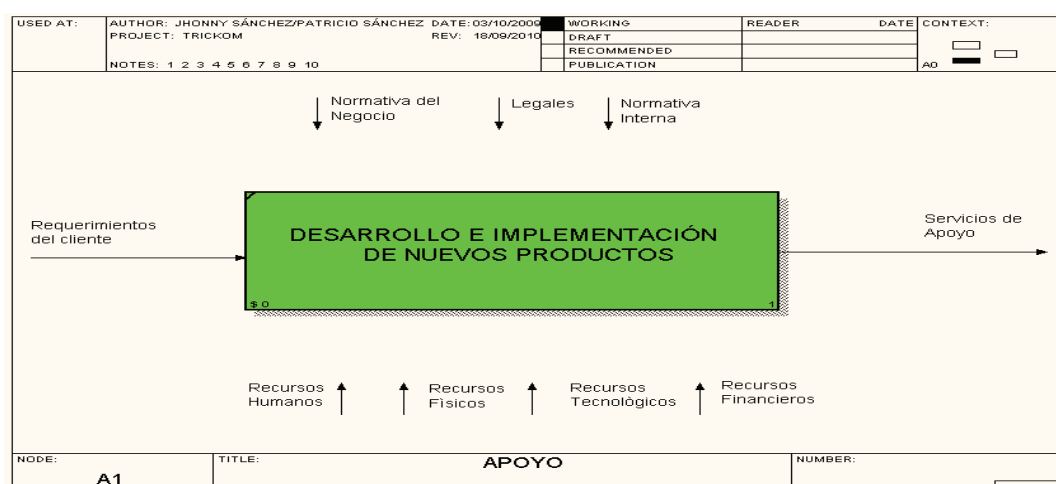 USED AT:
AUTHOR: JHONNY SÁNCHEZ/PATRICIO SÁNCHEZ DATE: 03/10/2009
WORKING
READER DATE
CONTEXT:
PROJECT: TRICKOM REV: 18/09/2010
DRAFT
RECOMMENDED
NOTES: 1 2 3 4 5 6 7 8 9 10
PUBLICATION
A0
Normativa del
Negocio
Legales
Normativa
Interna
Requerimientos
del cliente
DESARROLLO E IMPLEMENTACIÓN
DE NUEVOS PRODUCTOS
$ 0
1
Servicios de
Apoyo
Recursos
Humanos
Recursos
Fìsicos
Recursos
Tecnològicos
Recursos
Financieros
NODE:
A1
TITLE:
APOYO
NUMBER: